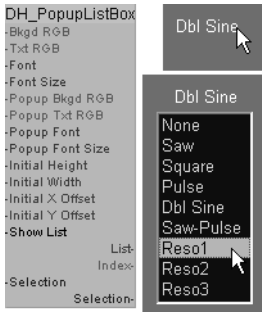 DH_PopupListBox
-Bkgd RGB
-Txt RGB
-Font
-Font Size
-Popup Bkgd RGB
-Popup Txt RGB
-Popup Font
-Popup Font Size
-Initial Height
-Initial Width
-Initial X Offset
-Initial Y Offset
-Show List
List-
Index-
-Selection
Selection-
Dbl Sine
Dbl Sine
None
Saw
Square
Pulse
Dbl Sine
Saw-Pulse
Reso1
Reso2
Reso3